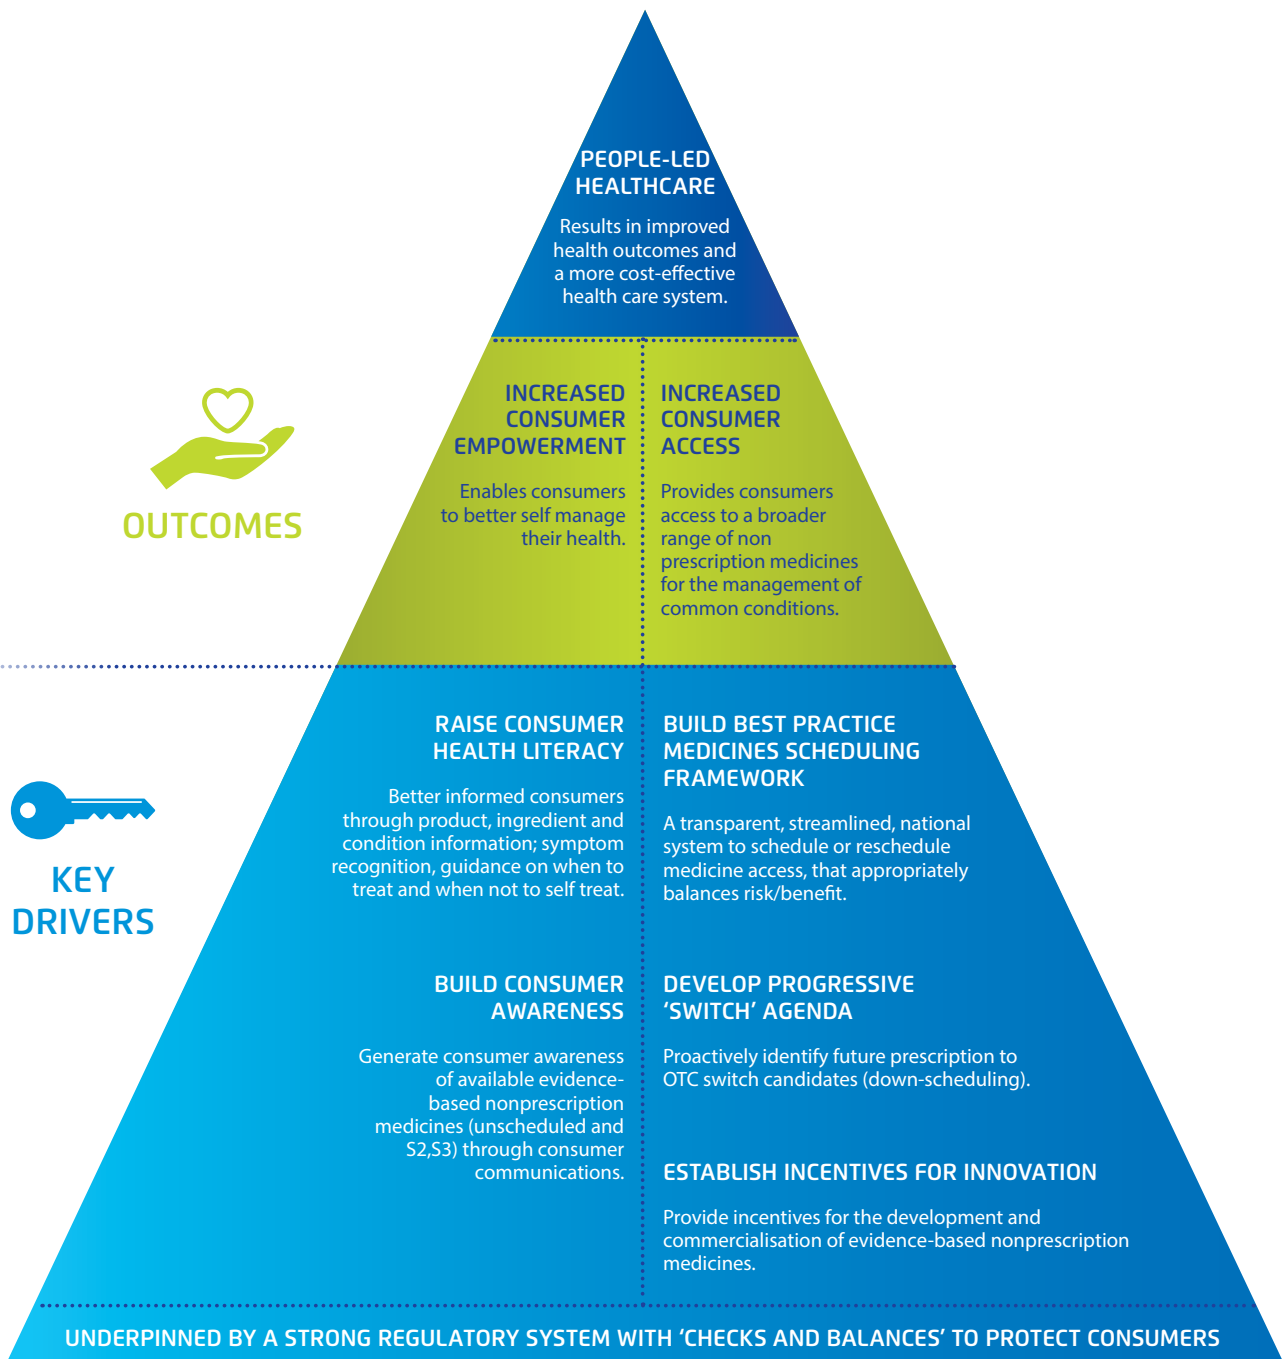 PEOPLE-LED
HEALTHCARE
Results in improved
health outcomes and
a more cost-effective
health care system.
OUTCOMES
INCREASED
CONSUMER
EMPOWERMENT
Enables consumers
to better self manage
their health.
INCREASED
CONSUMER
ACCESS
Provides consumers
access to a broader
range of non
prescription medicines
for the management of
common conditions.
KEY
DRIVERS
RAISE CONSUMER
HEALTH LITERACY
Better informed consumers
through product, ingredient and
condition information; symptom
recognition, guidance on when to
treat and when not to self treat.
BUILD CONSUMER
AWARENESS
Generate consumer awareness
of available evidence-
based nonprescription
medicines (unscheduled and
S2,S3) through consumer
communications.
BUILD BEST PRACTICE
MEDICINES SCHEDULING
FRAMEWORK
A transparent, streamlined, national
system to schedule or reschedule
medicine access, that appropriately
balances risk/benefit.
DEVELOP PROGRESSIVE
‘SWITCH’ AGENDA
Proactively identify future prescription to
OTC switch candidates (down-scheduling).
ESTABLISH INCENTIVES FOR INNOVATION
Provide incentives for the development and
commercialisation of evidence-based nonprescription
medicines.
UNDERPINNED BY A STRONG REGULATORY SYSTEM WITH ‘CHECKS AND BALANCES’ TO PROTECT CONSUMERS